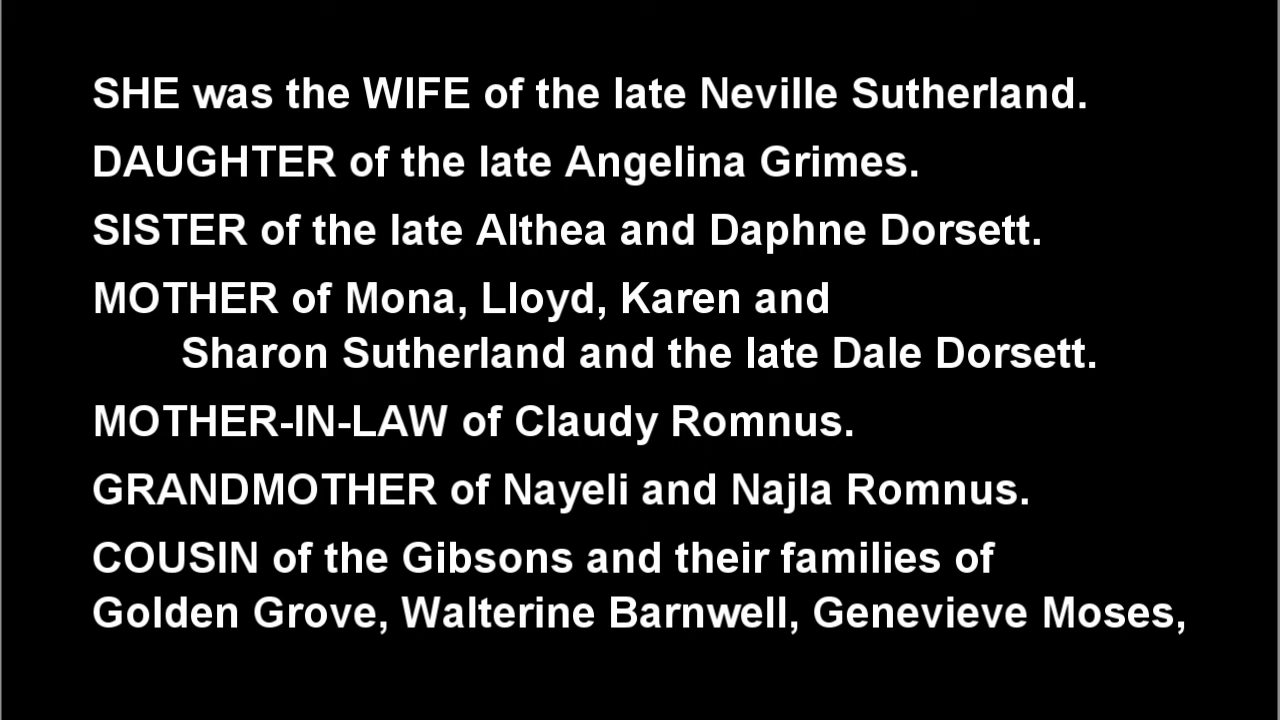 SHE was the WIFE of the late Neville Sutherland.
DAUGHTER of the late Angelina Grimes.
SISTER of the late Althea and Daphne Dorsett.
MOTHER of Mona, Lloyd, Karen and
Sharon Sutherland and the late Dale Dorsett.
MOTHER-IN-LAW of Claudy Romnus.
GRANDMOTHER of Nayeli and Najla Romnus.
COUSIN of the Gibsons and their families of
Golden Grove, Walterine Barnwell, Genevieve Moses,